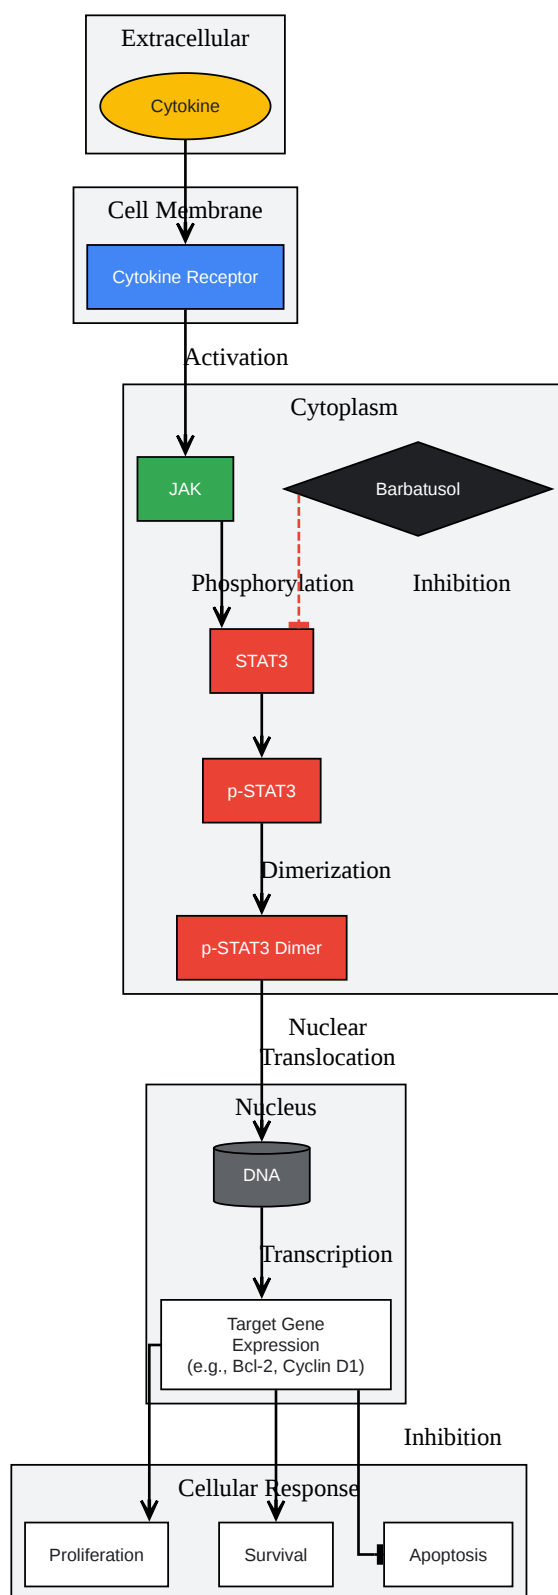 Extracellular
Cytokine
Cell Membrane
Cytokine Receptor
Activation
Cytoplasm
JAK
Barbatusol
Phosphorylation
Inhibition
STAT3
p-STAT3
Dimerization
p-STAT3 Dimer
Nuclear
Translocation
Nucleus
DNA
Transcription
Target Gene
Expression
(e.g., Bcl-2, Cyclin D1)
Inhibition
Cellular Response
Proliferation
Survival
Apoptosis